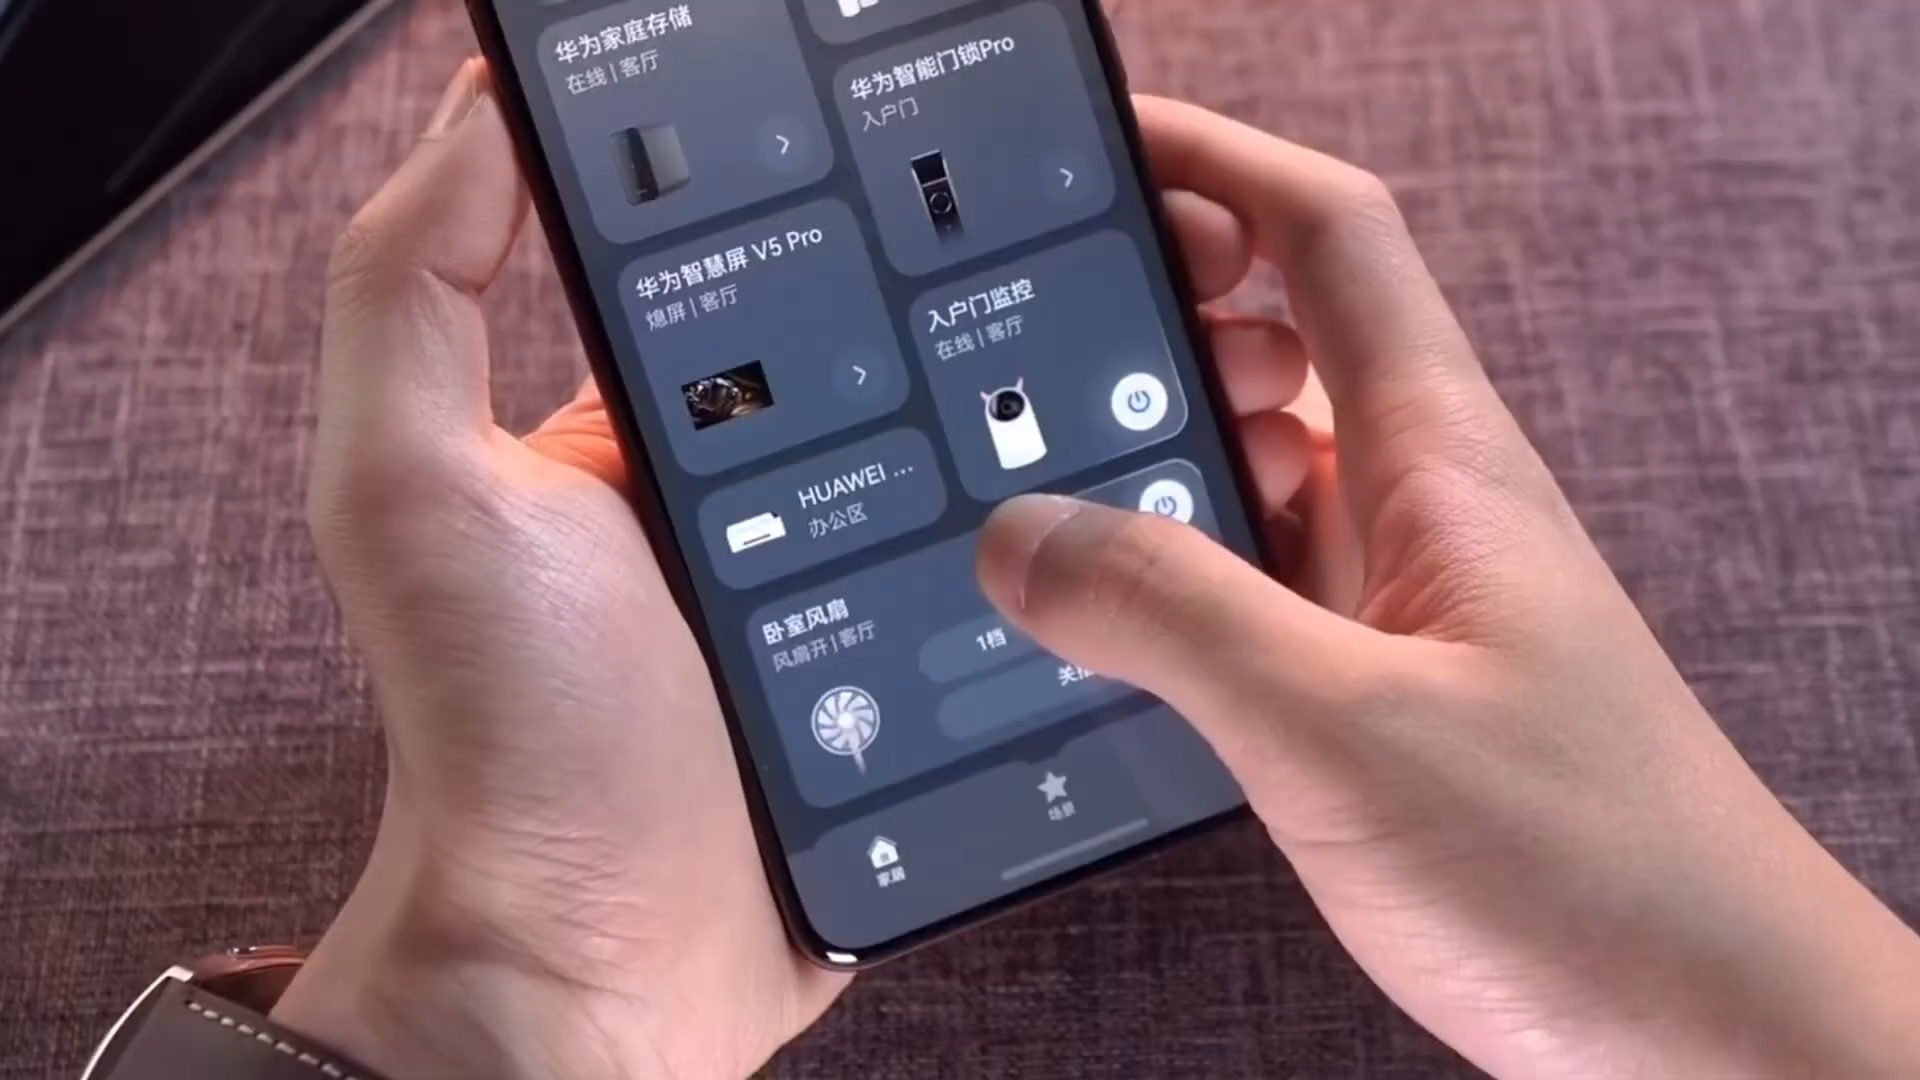 华为家庭存储
在线 | 客厅
华为智能门锁Pro
入户门
华为智慧屏 V5 Pro
熄屏 | 客厅
入户门监控
在线 | 客厅
HUAWEI ...
办公区
卧室风扇
风扇开 | 客厅
1档
关
家居
场景